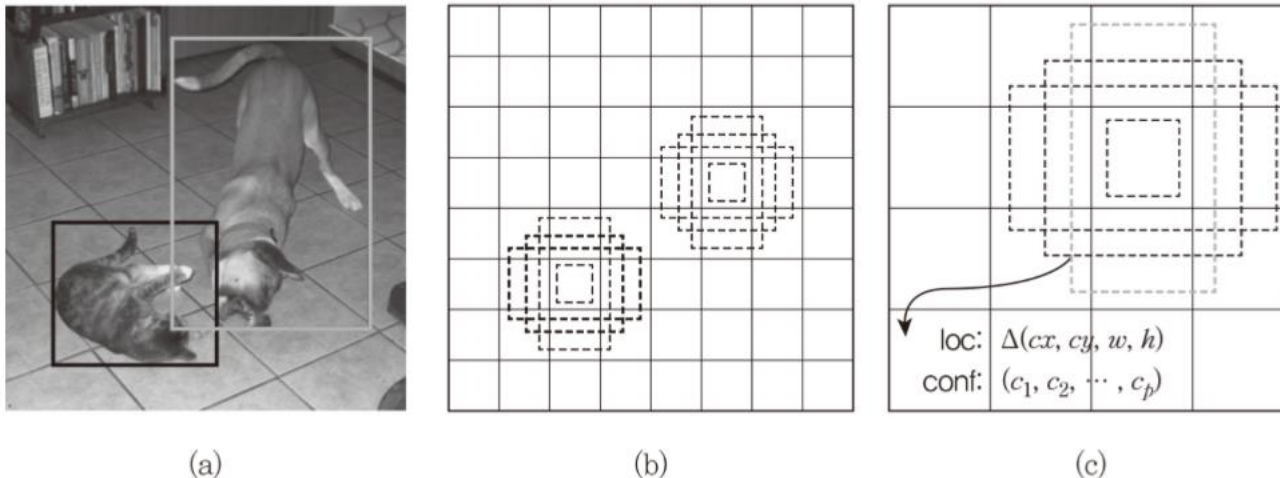 loc: Δ(cx, cy, w, h)
conf: (c₁, c₂, ⋯, cₚ)
(a)
(b)
(c)